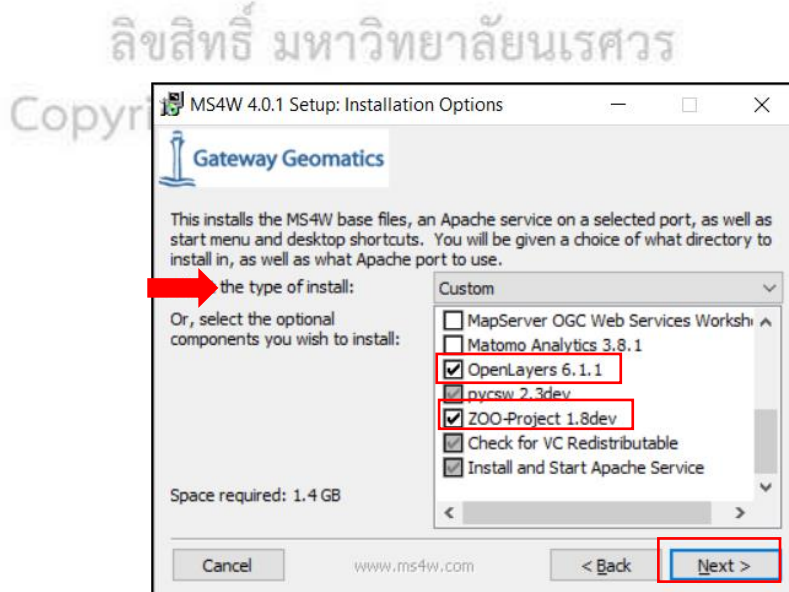 ลิขสิทธิ์ มหาวิทยาลัยนเรศวร
Copyri
MS4W 4.0.1 Setup: Installation Options
Gateway Geomatics
This installs the MS4W base files, an Apache service on a selected port, as well as
start menu and desktop shortcuts. You will be given a choice of what directory to
install in, as well as what Apache port to use.
the type of install:
Custom
Or, select the optional
components you wish to install:
MapServer OGC Web Services Worksh
Matomo Analytics 3.8.1
OpenLayers 6.1.1
pycsw 2.3dev
ZOO-Project 1.8dev
Check for VC Redistributable
Install and Start Apache Service
Space required: 1.4 GB
Cancel
www.ms4w.com
< Back
Next >